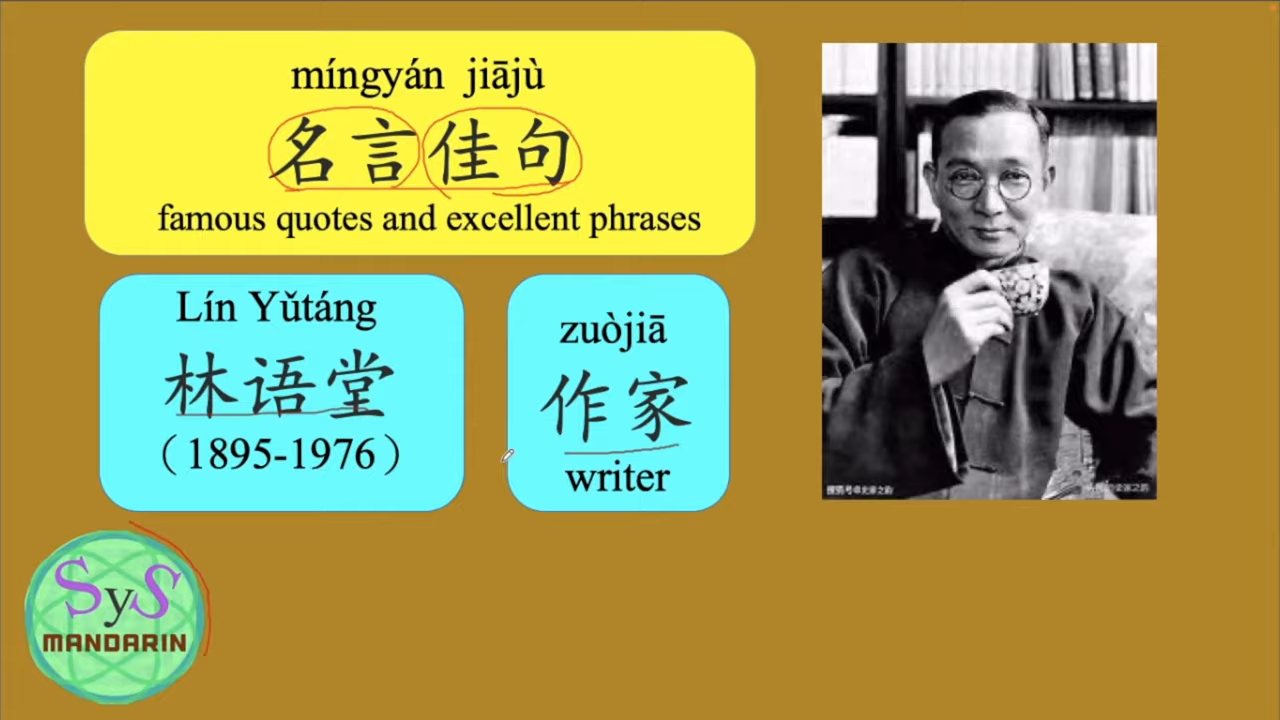 míngyán jiājù
名言佳句
famous quotes and excellent phrases
Lín Yǔtáng
林语堂
（1895-1976）
zuòjiā
作家
writer
SyS
MANDARIN